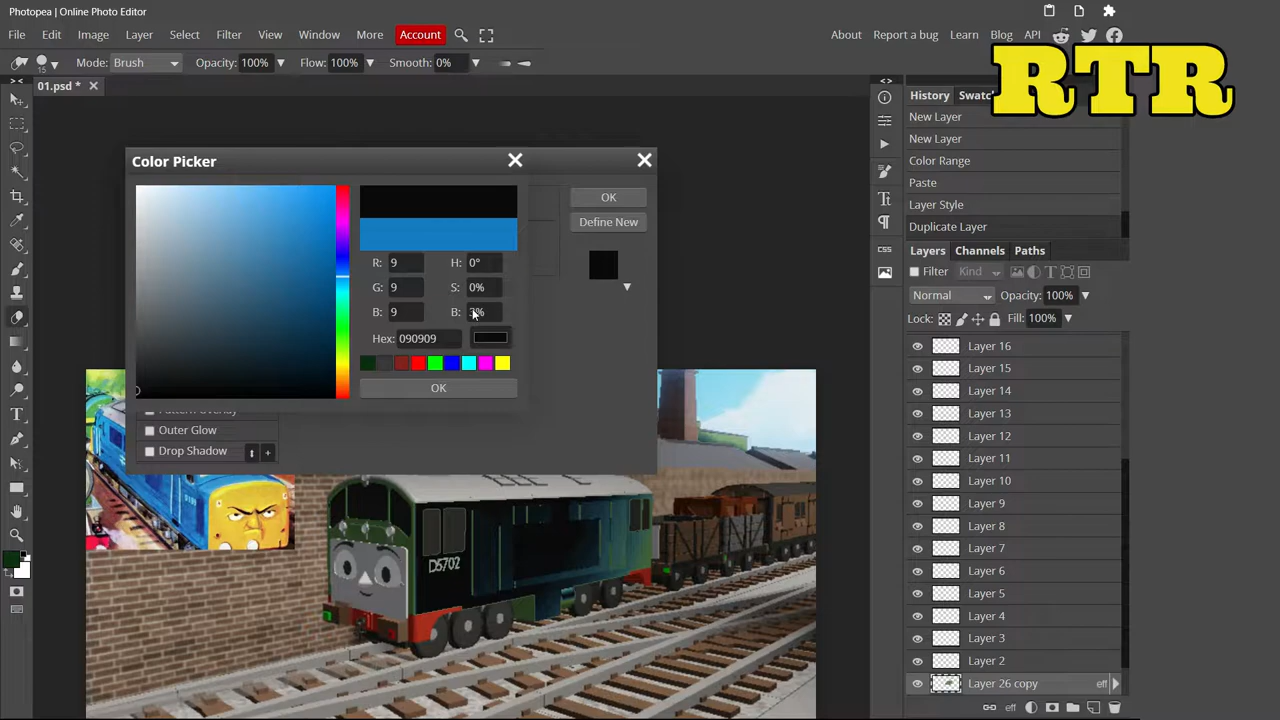 Photopea | Online Photo Editor
File Edit Image Layer Select Filter View Window More Account
About Report a bug Learn Blog API
RTR
15 Mode: Brush Opacity: 100% Flow: 100% Smooth: 0%
01.psd *
History
New Layer
New Layer
Color Range
Paste
Layer Style
Duplicate Layer
Color Picker
OK
Define New
R: 9 H: 0°
G: 9 S: 0%
B: 9 B:
Hex: 090909
OK
Outer Glow
Drop Shadow
Layers Channels Paths
Filter Kind
Normal Opacity: 100%
Lock: Fill: 100%
Layer 16
Layer 15
Layer 14
Layer 13
Layer 12
Layer 11
Layer 10
Layer 9
Layer 8
Layer 7
Layer 6
Layer 5
Layer 4
Layer 3
Layer 2
Layer 26 copy eff
D5702
CSS
eff